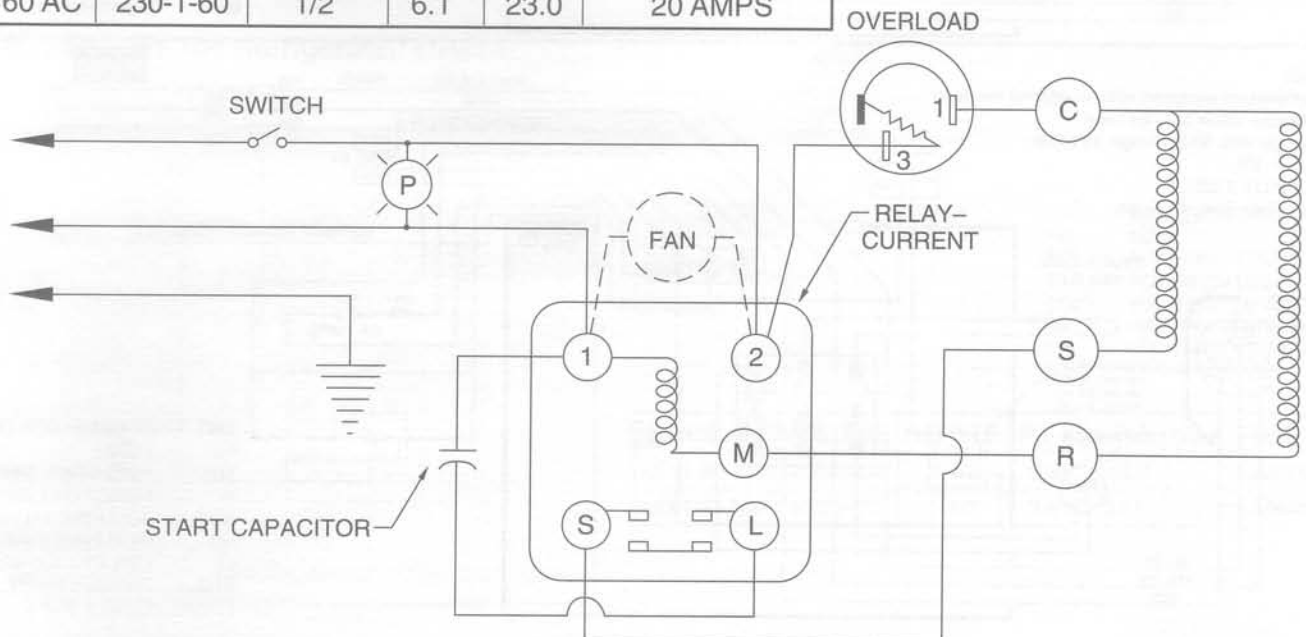 60 AC 230-1-60 1/2 6.1 23.0 20 AMPS
OVERLOAD
SWITCH
1
C
3
P
RELAY–
CURRENT
FAN
1
2
S
M
R
S
L
START CAPACITOR